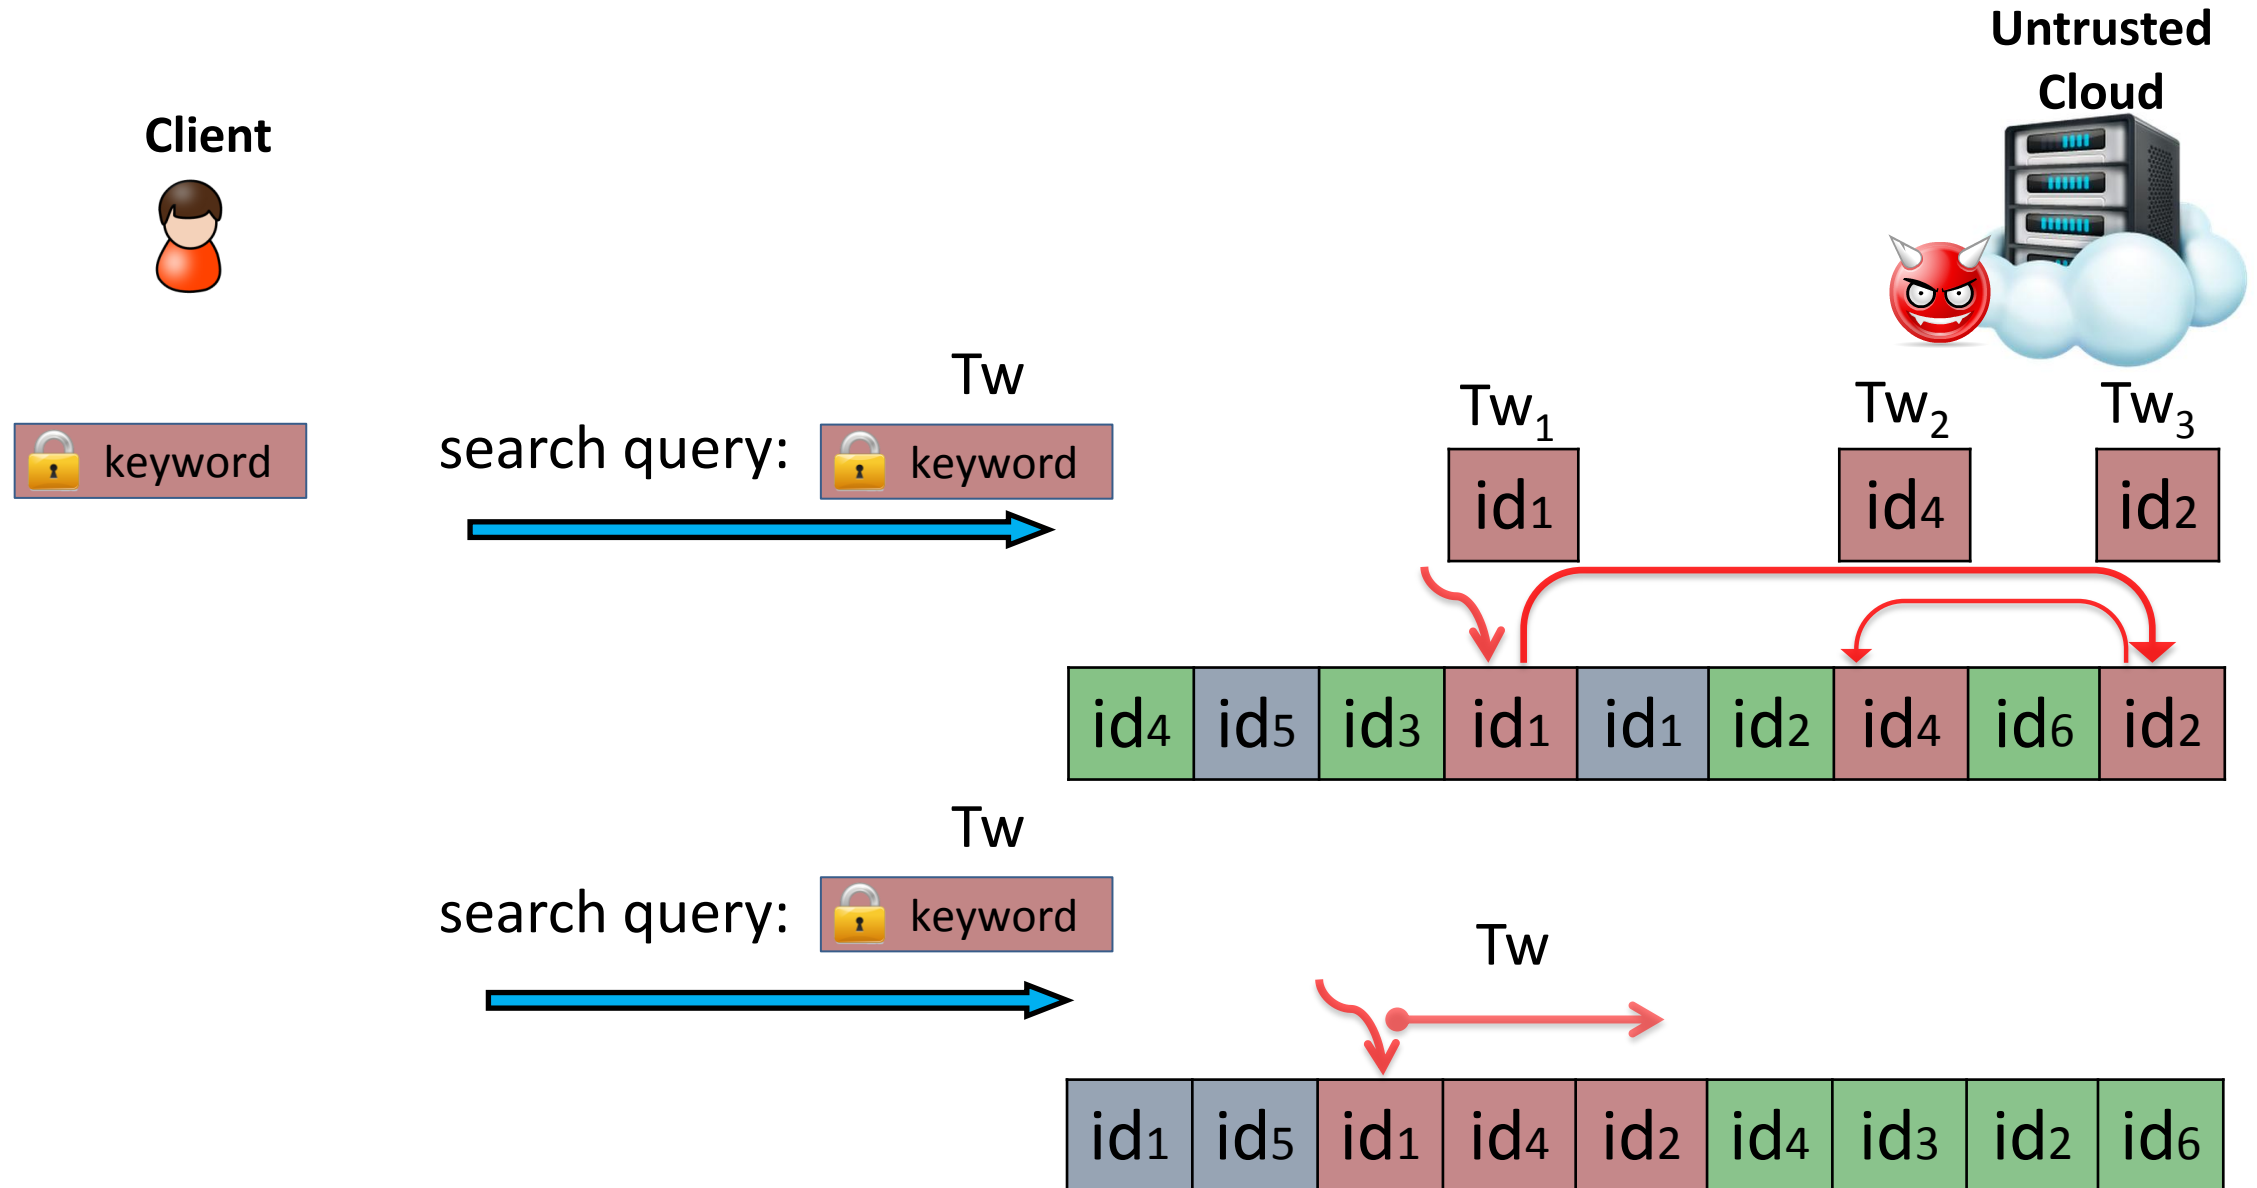 Untrusted
Cloud
Client
Tw
Tw1 Tw2 Tw3
keyword search query: keyword
id1 id4 id2
id4 id5 id3 id1 id1 id2 id4 id6 id2
Tw
search query: keyword
Tw
id1 id5 id1 id4 id2 id4 id3 id2 id6